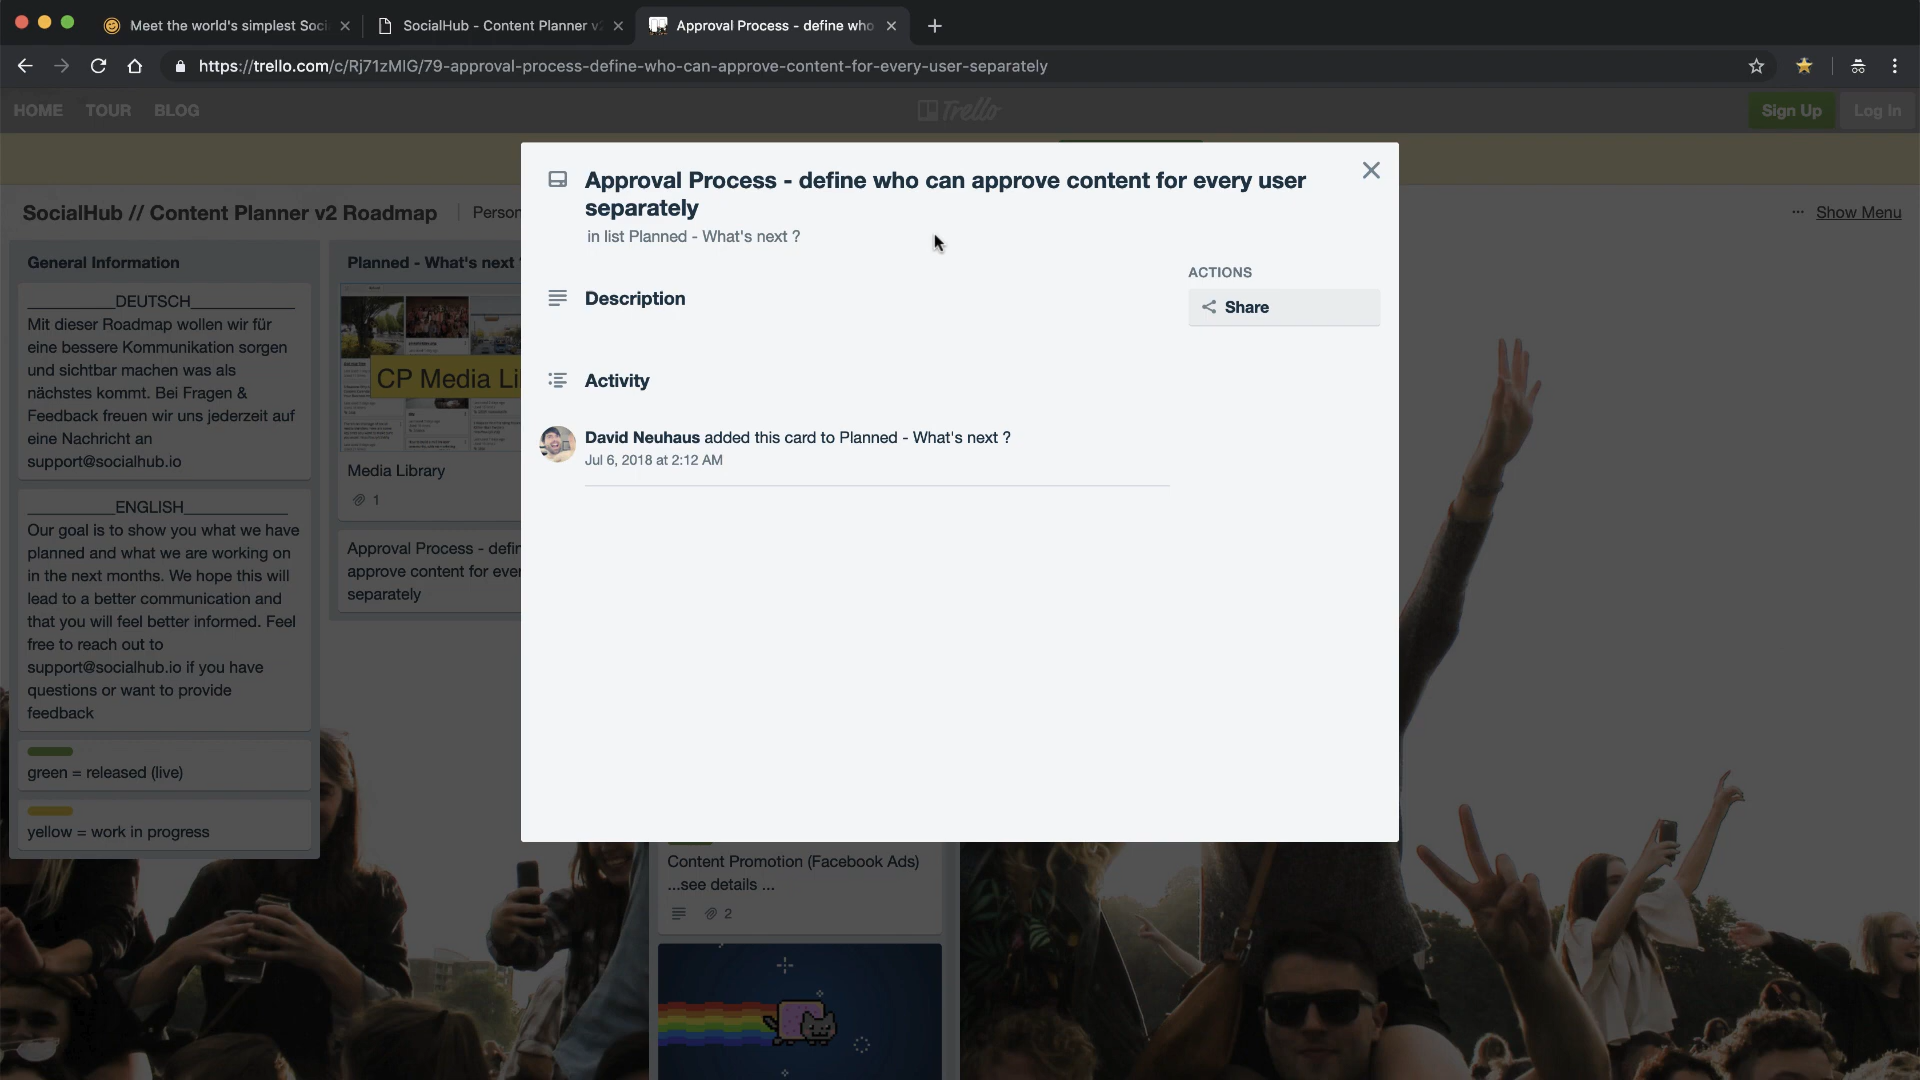 Meet the world's simplest Soci
SocialHub - Content Planner v2
Approval Process - define who
https://trello.com/c/Rj71zMIG/79-approval-process-define-who-can-approve-content-for-every-user-separately
HOME TOUR BLOG
Trello
Sign Up Log In
SocialHub // Content Planner v2 Roadmap
Person
... Show Menu
General Information
__________DEUTSCH____________
Mit dieser Roadmap wollen wir für
eine bessere Kommunikation sorgen
und sichtbar machen was als
nächstes kommt. Bei Fragen &
Feedback freuen wir uns jederzeit auf
eine Nachricht an
support@socialhub.io
__________ENGLISH____________
Our goal is to show you what we have
planned and what we are working on
in the next months. We hope this will
lead to a better communication and
that you will feel better informed. Feel
free to reach out to
support@socialhub.io if you have
questions or want to provide
feedback
green = released (live)
yellow = work in progress
Planned - What's next
CP Media Li
Media Library
1
Approval Process - defin
approve content for ever
separately
Approval Process - define who can approve content for every user
separately
in list Planned - What's next ?
Description
ACTIONS
Share
Activity
David Neuhaus added this card to Planned - What's next ?
Jul 6, 2018 at 2:12 AM
Content Promotion (Facebook Ads)
...see details ...
2